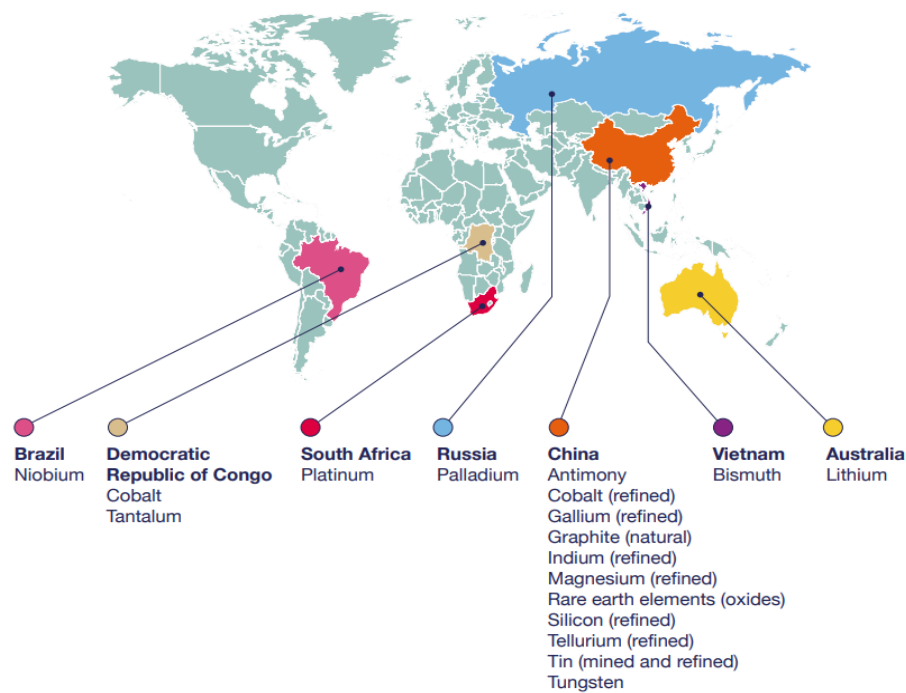 Brazil
Niobium
Democratic
Republic of Congo
Cobalt
Tantalum
South Africa
Platinum
Russia
Palladium
China
Antimony
Cobalt (refined)
Gallium (refined)
Graphite (natural)
Indium (refined)
Magnesium (refined)
Rare earth elements (oxides)
Silicon (refined)
Tellurium (refined)
Tin (mined and refined)
Tungsten
Vietnam
Bismuth
Australia
Lithium